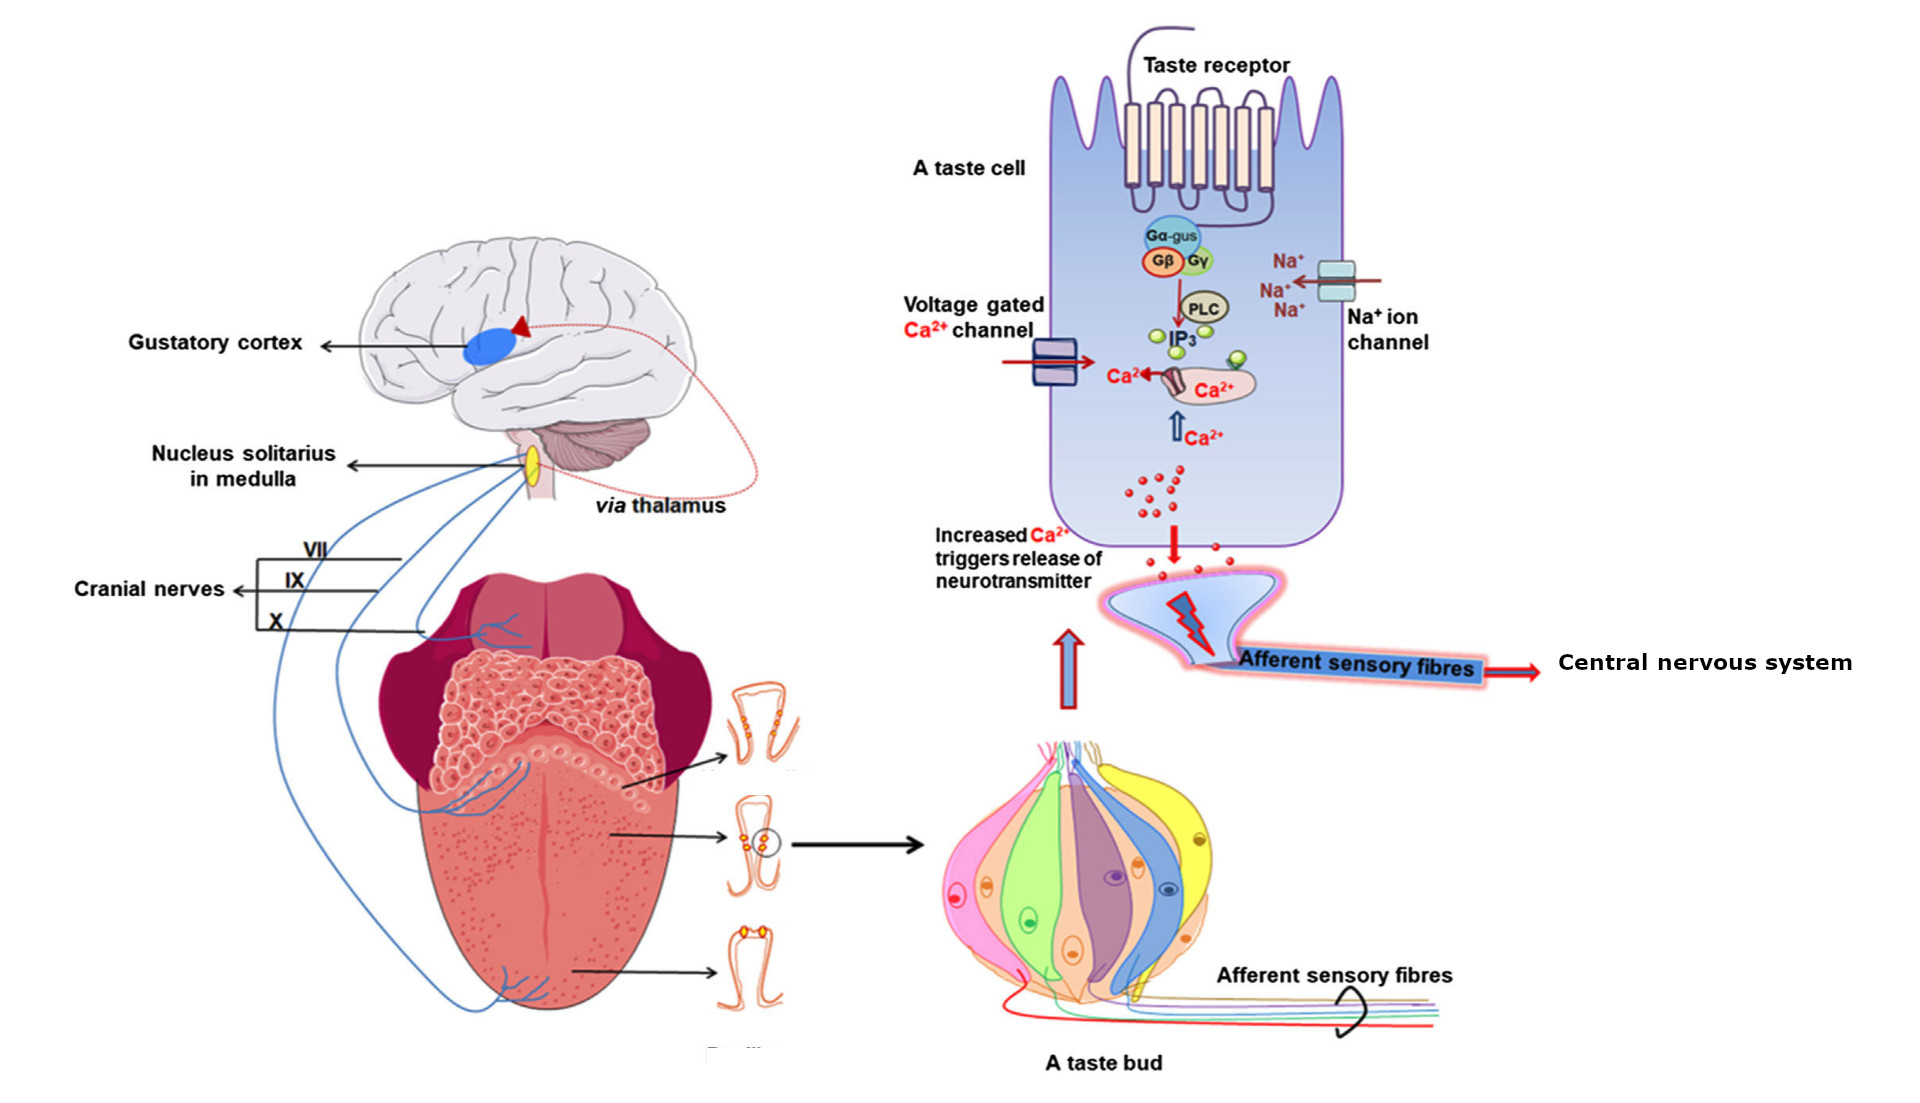 Taste receptor
A taste cell
Gα-gus
Gβ
Gγ
Na⁺
Na⁺
Na⁺
PLC
IP₃
Voltage gated
Ca²⁺ channel
Na⁺ ion
channel
Ca²⁺
Ca²⁺
Ca²⁺
Gustatory cortex
Nucleus solitarius
in medulla
via thalamus
Increased Ca²⁺
triggers release of
neurotransmitter
VII
IX
X
Cranial nerves
Afferent sensory fibres
Central nervous system
Afferent sensory fibres
A taste bud